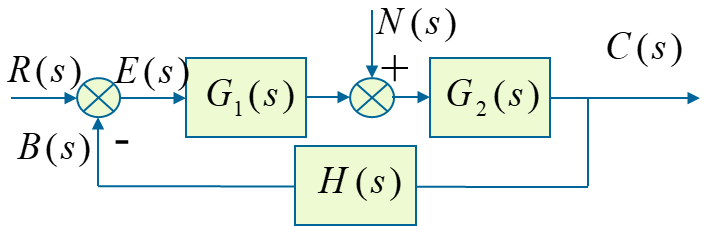 N(s)
C(s)
R(s) E(s) G₁(s) + G₂(s)
B(s) -
H(s)